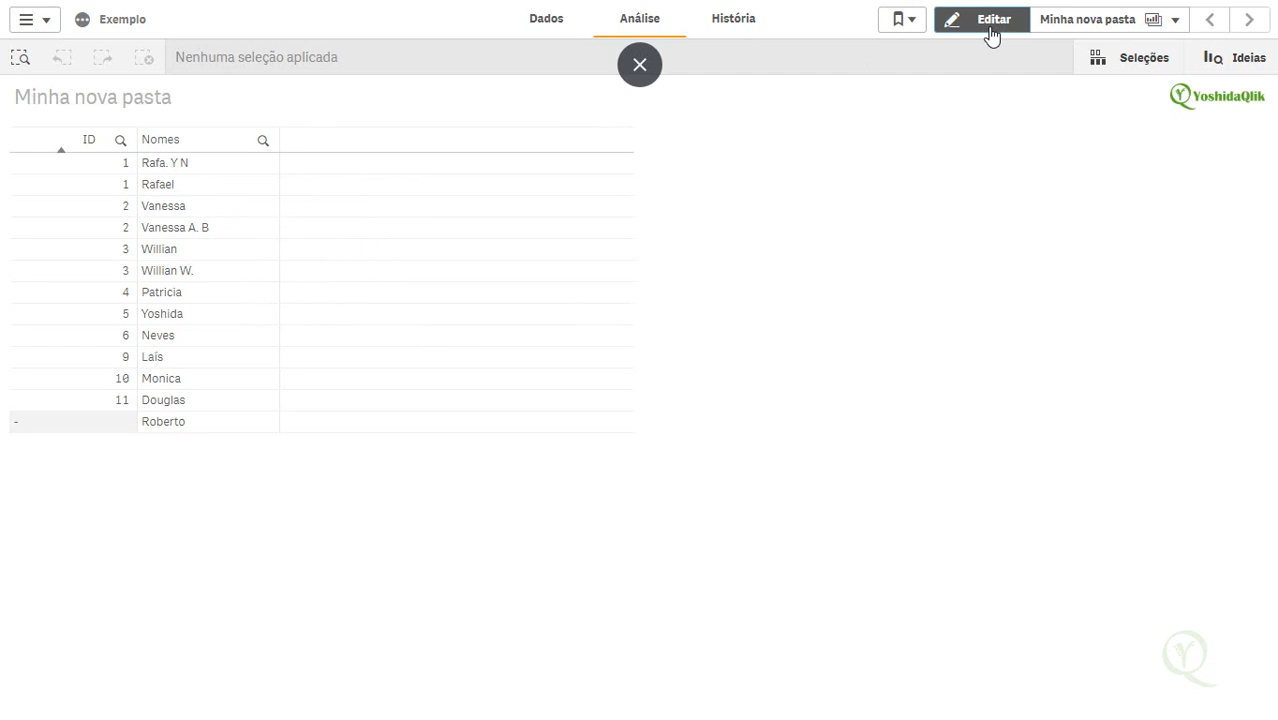 Exemplo
Dados
Análise
História
Editar
Minha nova pasta
Nenhuma seleção aplicada
Seleções
Ideias
Minha nova pasta
YoshidaQlik
ID Nomes
1 Rafa. Y N
1 Rafael
2 Vanessa
2 Vanessa A. B
3 Willian
3 Willian W.
4 Patricia
5 Yoshida
6 Neves
9 Laís
10 Monica
11 Douglas
- Roberto